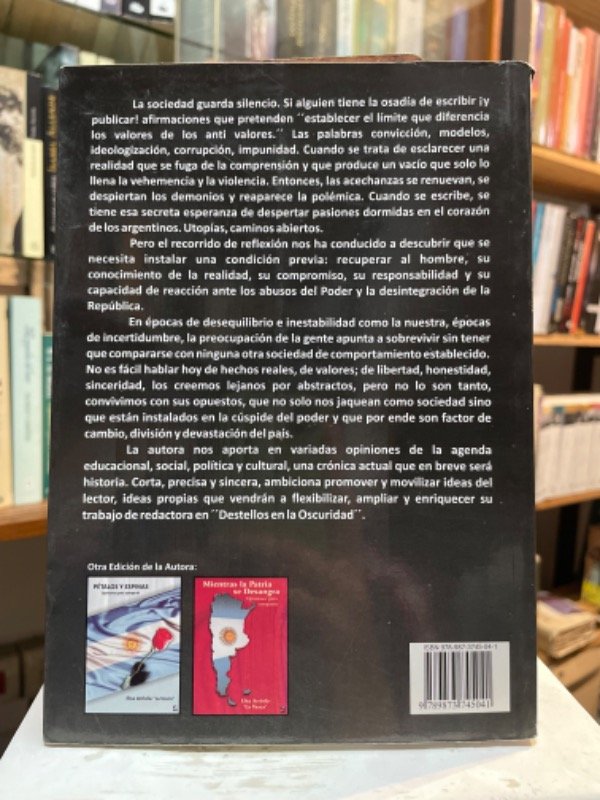 La sociedad guarda silencio. Si alguien tiene la osadía de escribir ¡y
publicar! afirmaciones que pretenden ´´establecer el límite que diferencia
los valores de los anti valores.´´ Las palabras convicción, modelos,
ideologización, corrupción, impunidad. Cuando se trata de esclarecer una
realidad que se fuga de la comprensión y que produce un vacío que solo lo
llena la vehemencia y la violencia. Entonces, las acechanzas se renuevan, se
despiertan los demonios y reaparece la polémica. Cuando se escribe, se
tiene esa secreta esperanza de despertar pasiones dormidas en el corazón
de los argentinos. Utopías, caminos abiertos.
Pero el recorrido de reflexión nos ha conducido a descubrir que se
necesita instalar una condición previa: recuperar al hombre, su
conocimiento de la realidad, su compromiso, su responsabilidad y su
capacidad de reacción ante los abusos del Poder y la desintegración de la
República.
En épocas de desequilibrio e inestabilidad como la nuestra, épocas
de incertidumbre, la preocupación de la gente apunta a sobrevivir sin tener
que compararse con ninguna otra sociedad de comportamiento establecido.
No es fácil hablar hoy de hechos reales, de valores; de libertad, honestidad,
sinceridad, los creemos lejanos por abstractos, pero no lo son tanto,
convivimos con sus opuestos, que no solo nos jaquean como sociedad sino
que están instalados en la cúspide del poder y que por ende son factor de
cambio, división y devastación del país.
La autora nos aporta en variadas opiniones de la agenda
educacional, social, política y cultural, una crónica actual que en breve será
historia. Corta, precisa y sincera, ambiciona promover y movilizar ideas del
lector, ideas propias que vendrán a flexibilizar, ampliar y enriquecer su
trabajo de redactora en ´´Destellos en la Oscuridad´´.
Otra Edición de la Autora:
PÉTALOS Y ESPINAS
Mientras la Patria
se Desangra
ISBN 978-987-3745-04-1
9 789873 745041